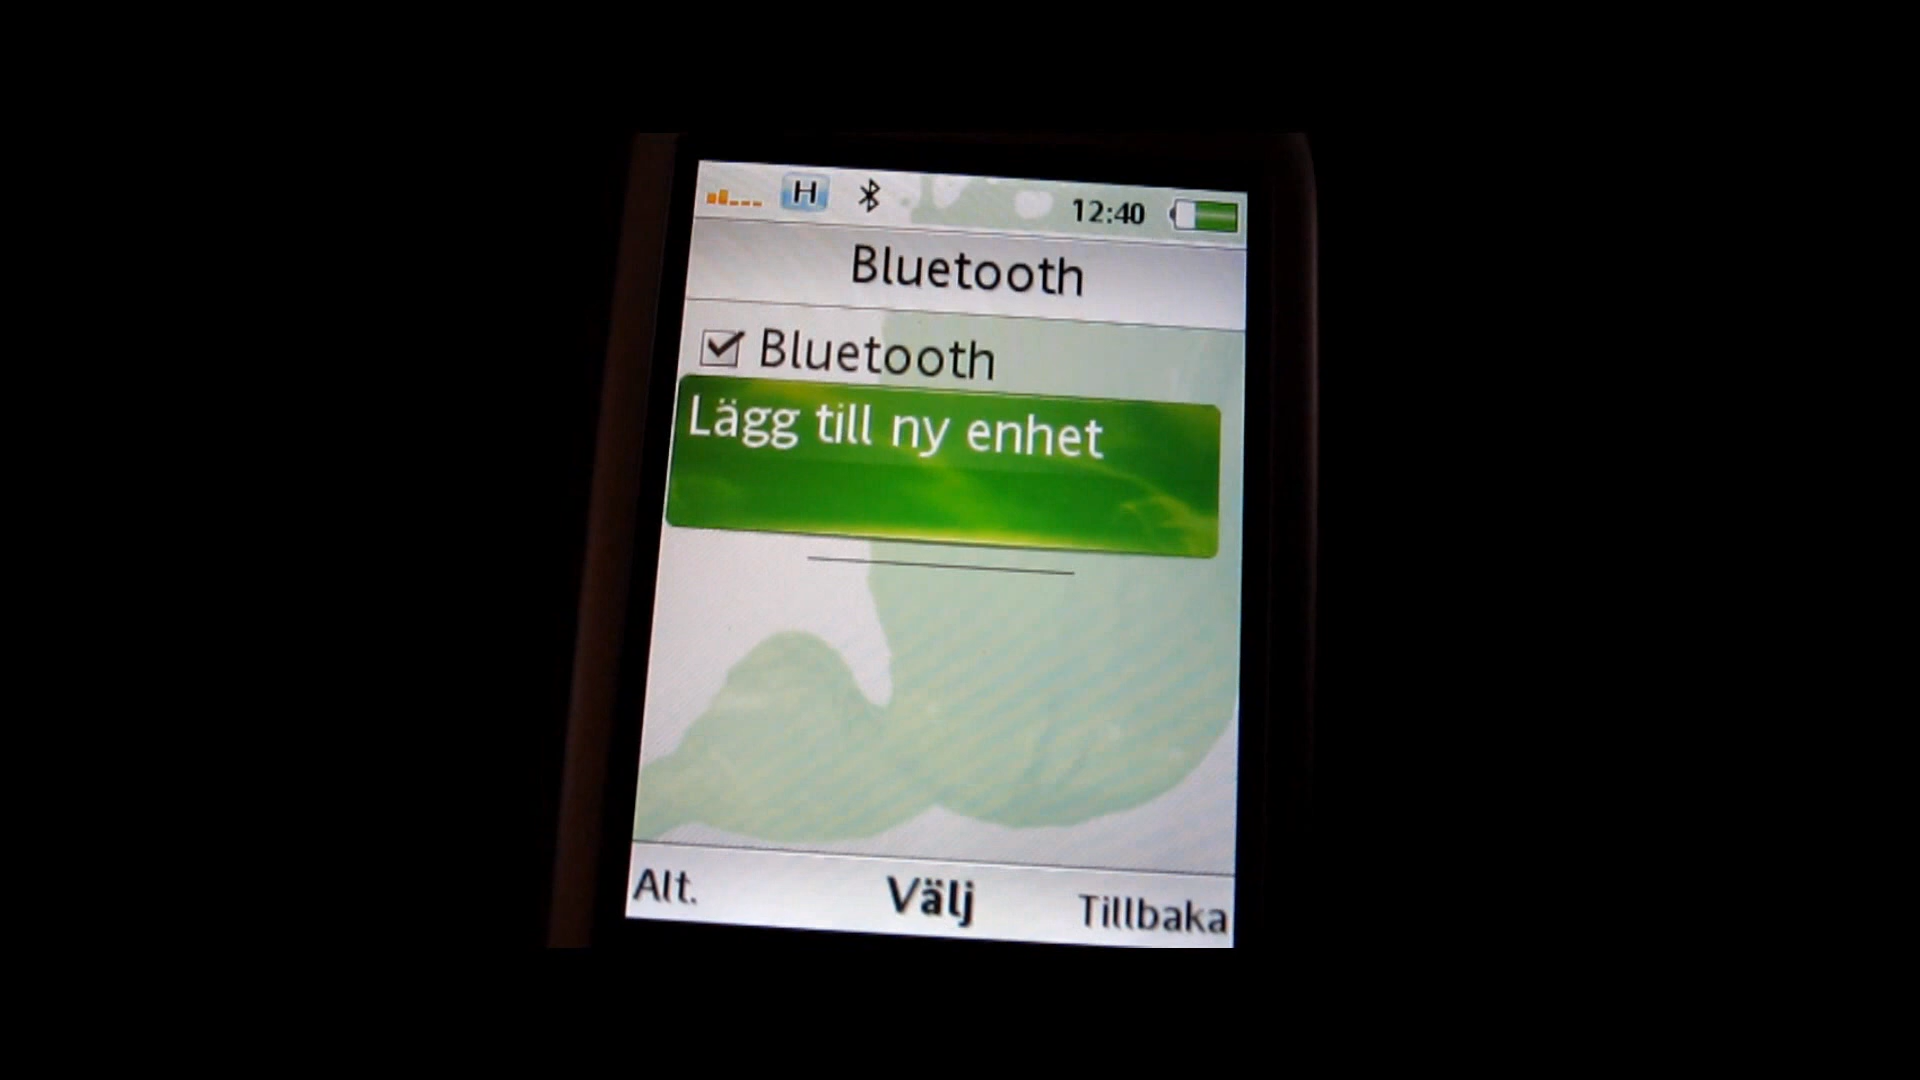 H 12:40
Bluetooth
Bluetooth
Lägg till ny enhet
Alt. Välj Tillbaka